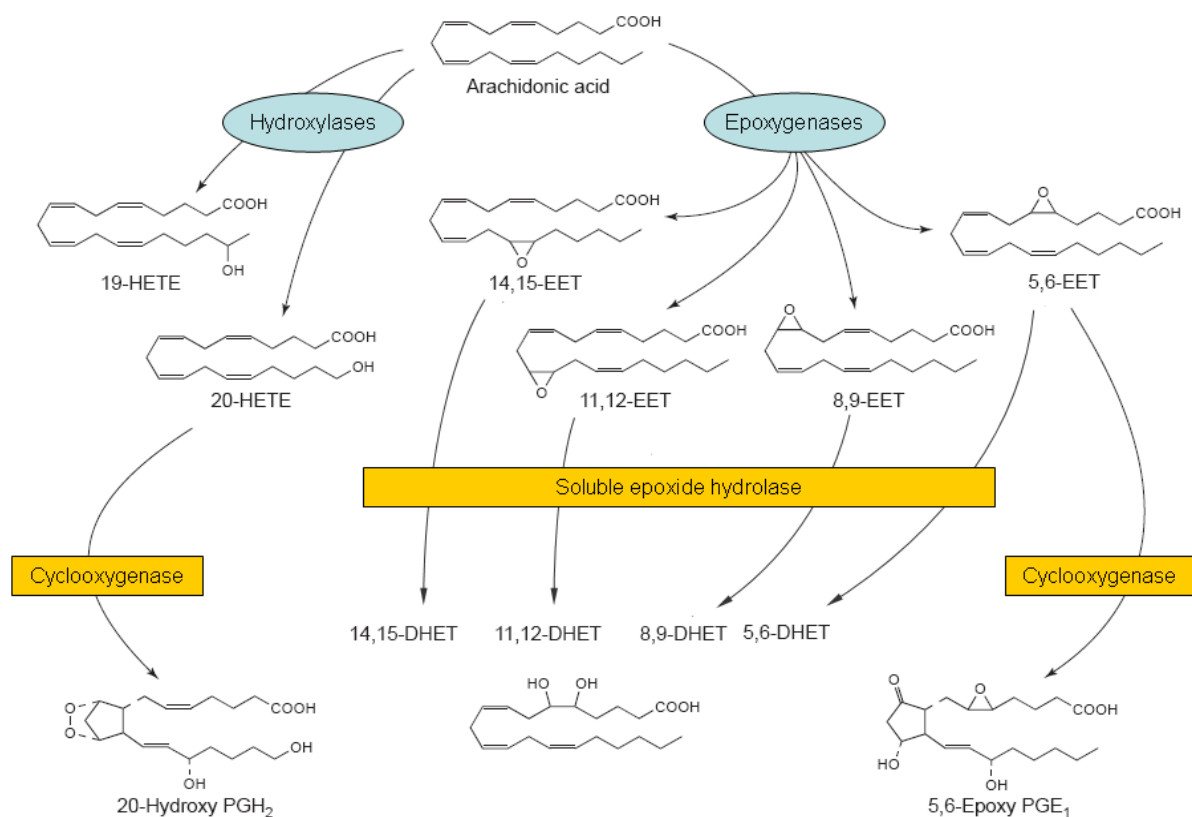 COOH
Arachidonic acid
Hydroxylases
Epoxygenases
COOH
OH
19-HETE
COOH
O
14,15-EET
O
COOH
5,6-EET
COOH
OH
20-HETE
COOH
O
11,12-EET
O
COOH
8,9-EET
Soluble epoxide hydrolase
Cyclooxygenase
Cyclooxygenase
14,15-DHET
11,12-DHET
8,9-DHET
5,6-DHET
O
O
COOH
OH
OH
20-Hydroxy PGH2
HO OH
COOH
O
O
COOH
HO
OH
5,6-Epoxy PGE1